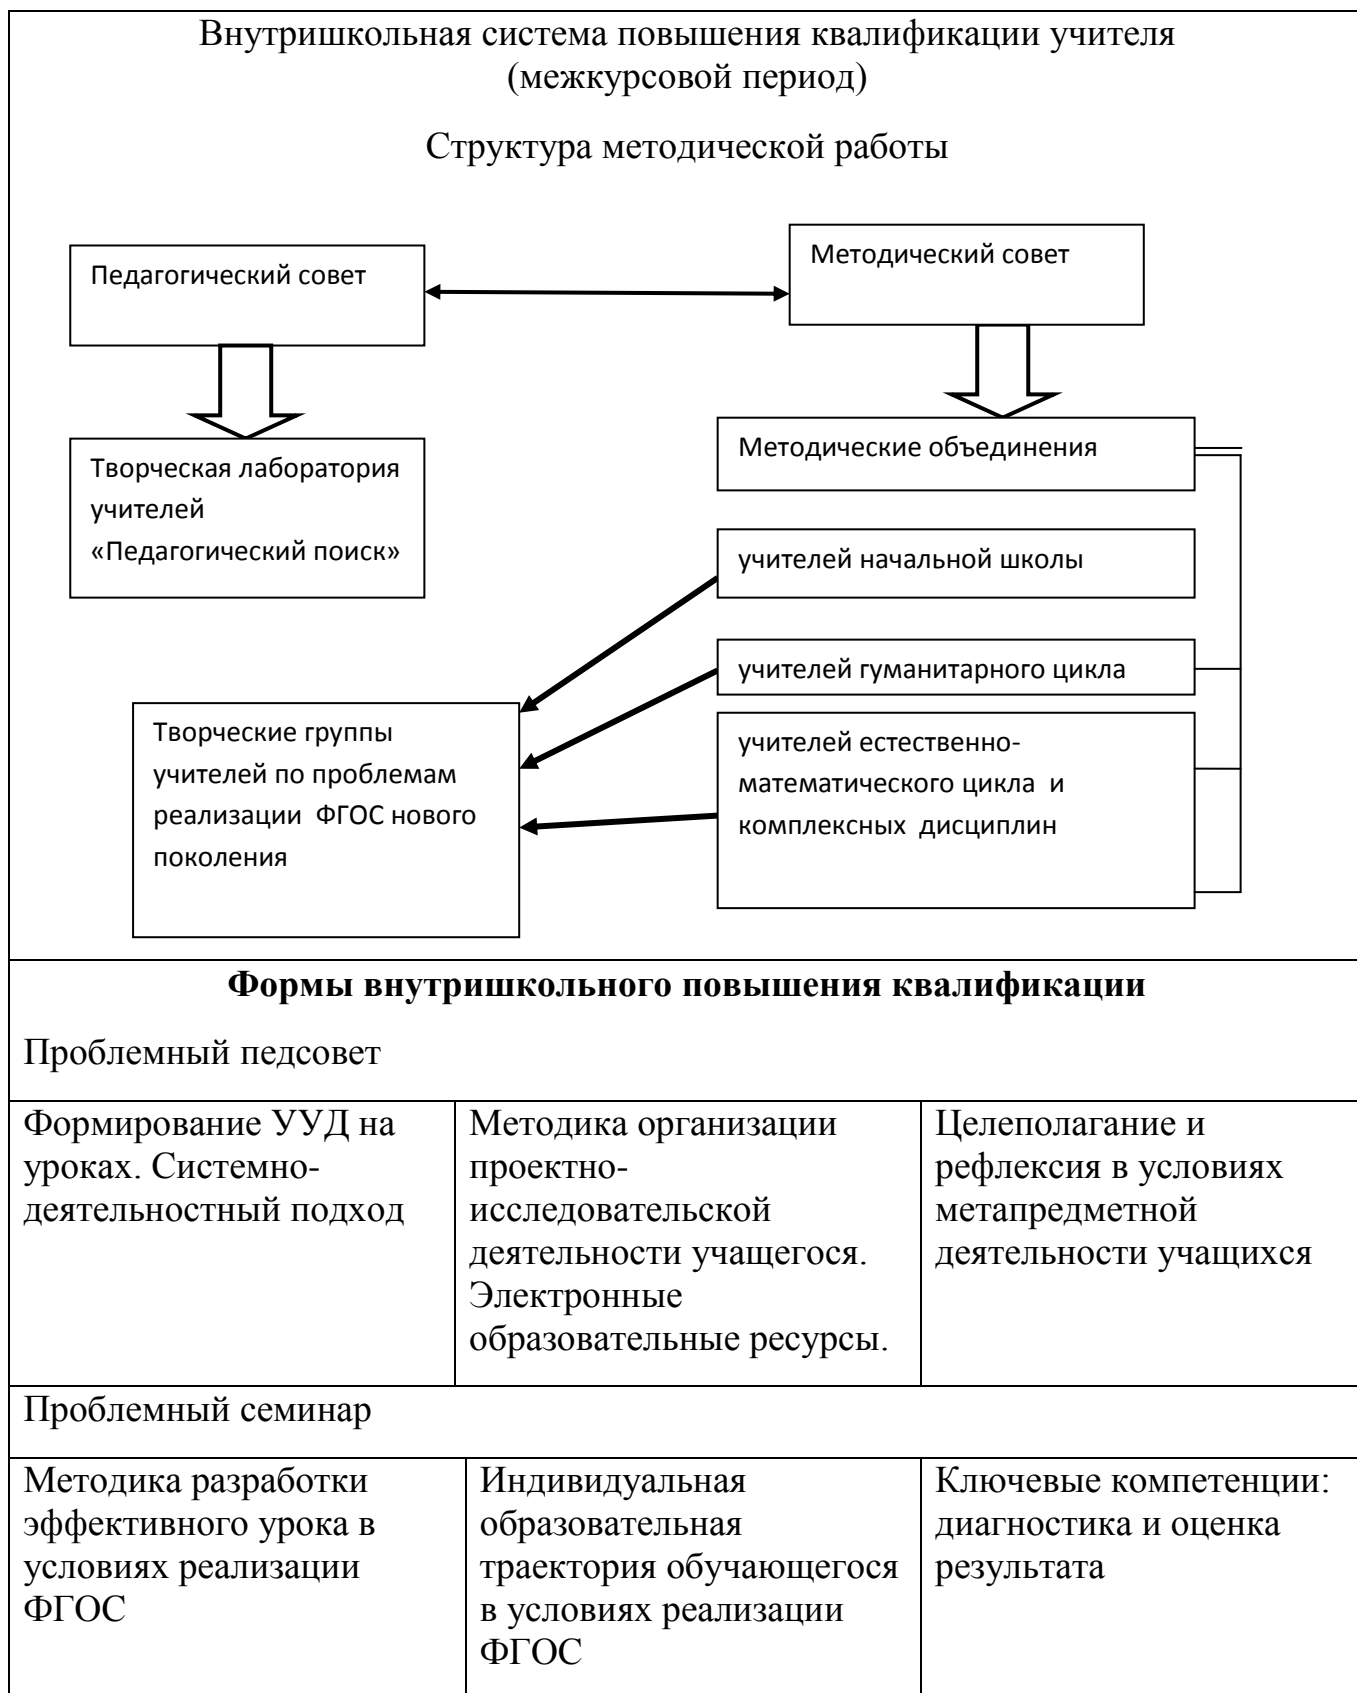 Внутришкольная система повышения квалификации учителя
(межкурсовой период)
Структура методической работы
Педагогический совет
Методический совет
Творческая лаборатория
учителей
«Педагогический поиск»
Методические объединения
учителей начальной школы
учителей гуманитарного цикла
учителей естественно-
математического цикла  и
комплексных  дисциплин
Творческие группы
учителей по проблемам
реализации  ФГОС нового
поколения
Формы внутришкольного повышения квалификации
Проблемный педсовет
Формирование УУД на
уроках. Системно-
деятельностный подход
Методика организации
проектно-
исследовательской
деятельности учащегося.
Электронные
образовательные ресурсы.
Целеполагание и
рефлексия в условиях
метапредметной
деятельности учащихся
Проблемный семинар
Методика разработки
эффективного урока в
условиях реализации
ФГОС
Индивидуальная
образовательная
траектория обучающегося
в условиях реализации
ФГОС
Ключевые компетенции:
диагностика и оценка
результата